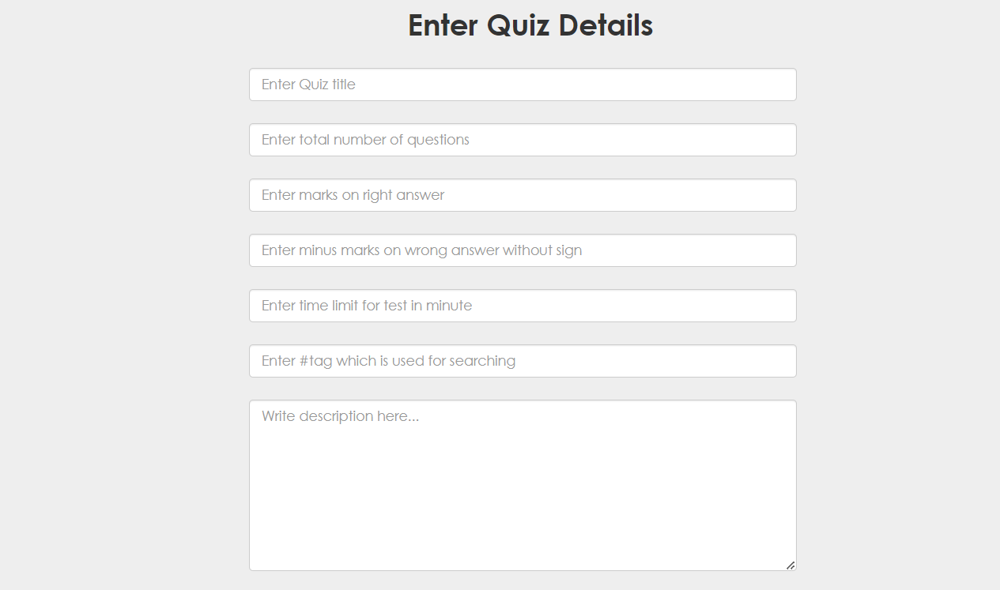 Enter Quiz Details
Enter Quiz title
Enter total number of questions
Enter marks on right answer
Enter minus marks on wrong answer without sign
Enter time limit for test in minute
Enter #tag which is used for searching
Write description here...